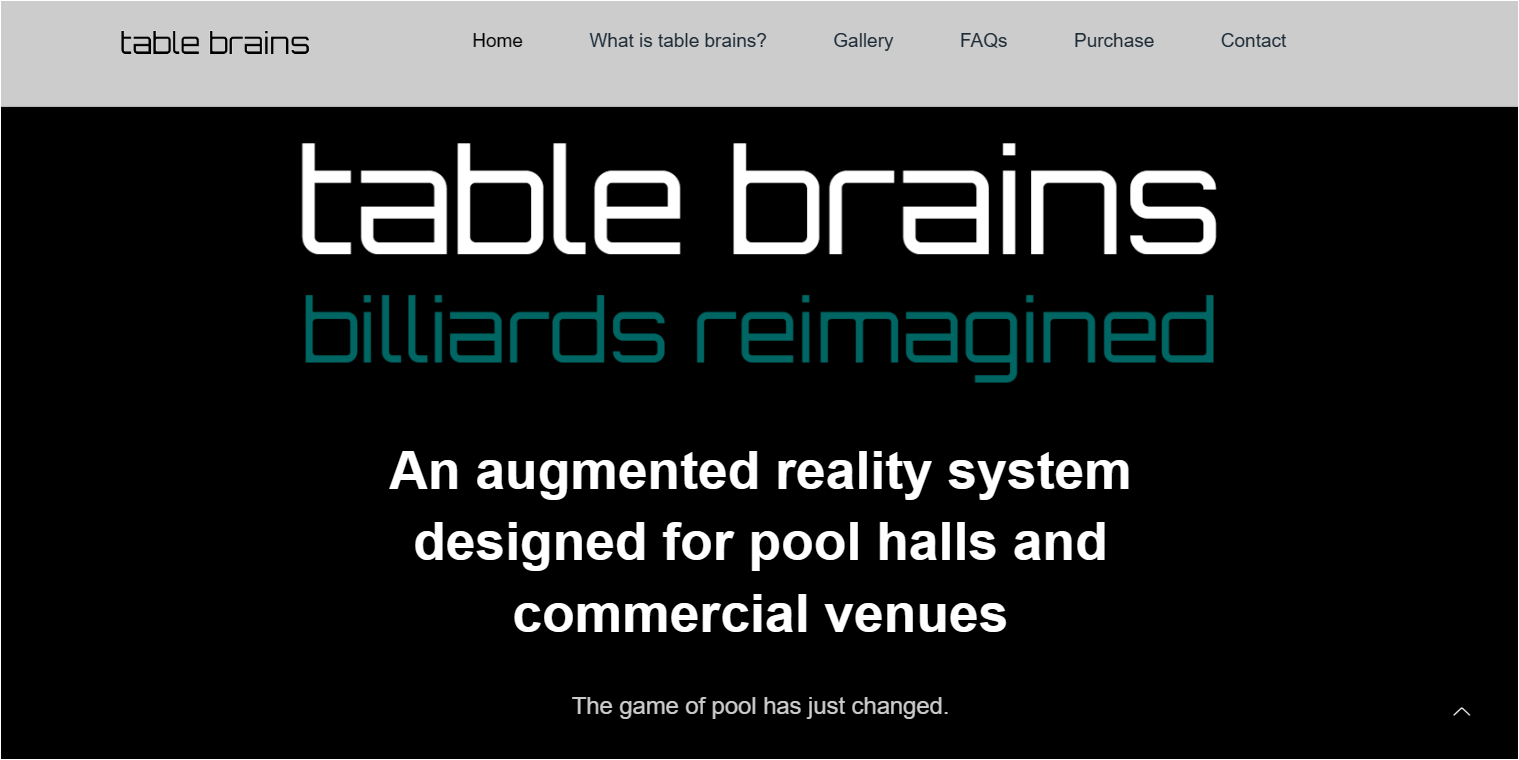 table brains
Home
What is table brains?
Gallery
FAQs
Purchase
Contact
table brains
billiards reimagined
An augmented reality system
designed for pool halls and
commercial venues
The game of pool has just changed.